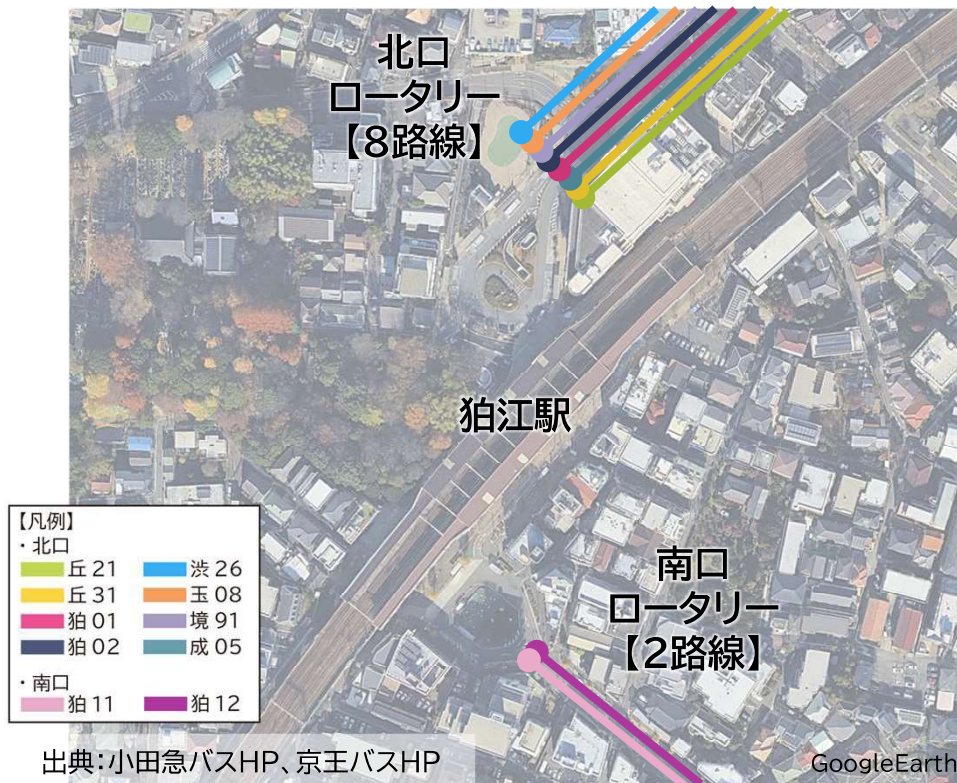 北口
ロータリー
【8路線】
狛江駅
南口
ロータリー
【2路線】
【凡例】
・北口
丘21
渋26
丘31
玉08
狛01
境91
狛02
成05
・南口
狛11
狛12
出典：小田急バスHP、京王バスHP
GoogleEarth